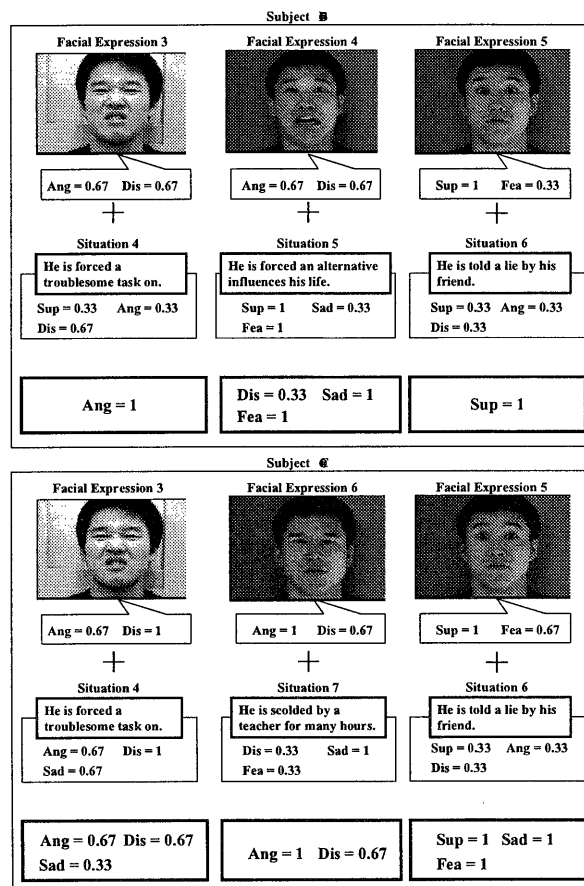 Subject B
Facial Expression 3
Facial Expression 4
Facial Expression 5
Ang = 0.67 Dis = 0.67
Ang = 0.67 Dis = 0.67
Sup = 1 Fea = 0.33
+
+
+
Situation 4
Situation 5
Situation 6
He is forced a
troublesome task on.
He is forced an alternative
influences his life.
He is told a lie by his
friend.
Sup = 0.33 Ang = 0.33
Dis = 0.67
Sup = 1 Sad = 0.33
Fea = 1
Sup = 0.33 Ang = 0.33
Dis = 0.33
Ang = 1
Dis = 0.33 Sad = 1
Fea = 1
Sup = 1
Subject C
Facial Expression 3
Facial Expression 6
Facial Expression 5
Ang = 0.67 Dis = 1
Ang = 1 Dis = 0.67
Sup = 1 Fea = 0.67
+
+
+
Situation 4
Situation 7
Situation 6
He is forced a
troublesome task on.
He is scolded by a
teacher for many hours.
He is told a lie by his
friend.
Ang = 0.67 Dis = 1
Sad = 0.67
Dis = 0.33 Sad = 1
Fea = 0.33
Sup = 0.33 Ang = 0.33
Dis = 0.33
Ang = 0.67 Dis = 0.67
Sad = 0.33
Ang = 1 Dis = 0.67
Sup = 1 Sad = 1
Fea = 1